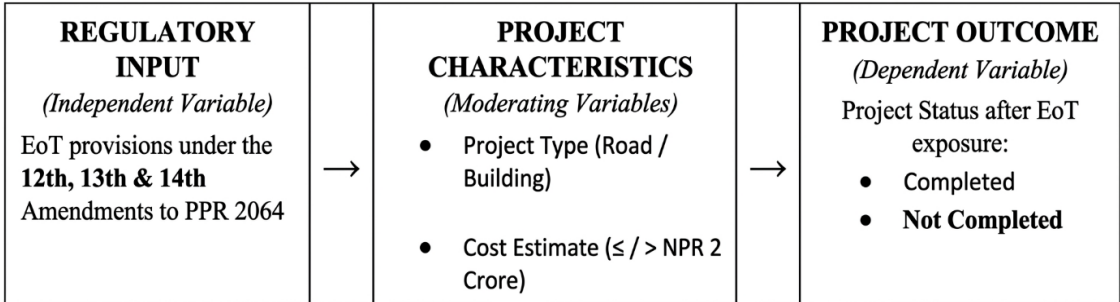 REGULATORY
INPUT
(Independent Variable)
EoT provisions under the
12th, 13th & 14th
Amendments to PPR 2064
→
PROJECT
CHARACTERISTICS
(Moderating Variables)
• Project Type (Road /
Building)
• Cost Estimate (≤ / > NPR 2
Crore)
→
PROJECT OUTCOME
(Dependent Variable)
Project Status after EoT
exposure:
• Completed
• Not Completed